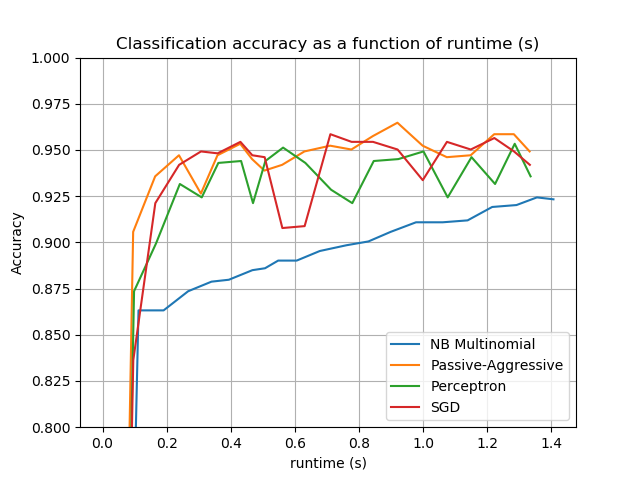 Classification accuracy as a function of runtime (s)
1.000
0.975
0.950
0.925
0.900
0.875
0.850
0.825
0.800
Accuracy
NB Multinomial
Passive-Aggressive
Perceptron
SGD
0.0 0.2 0.4 0.6 0.8 1.0 1.2 1.4
runtime (s)